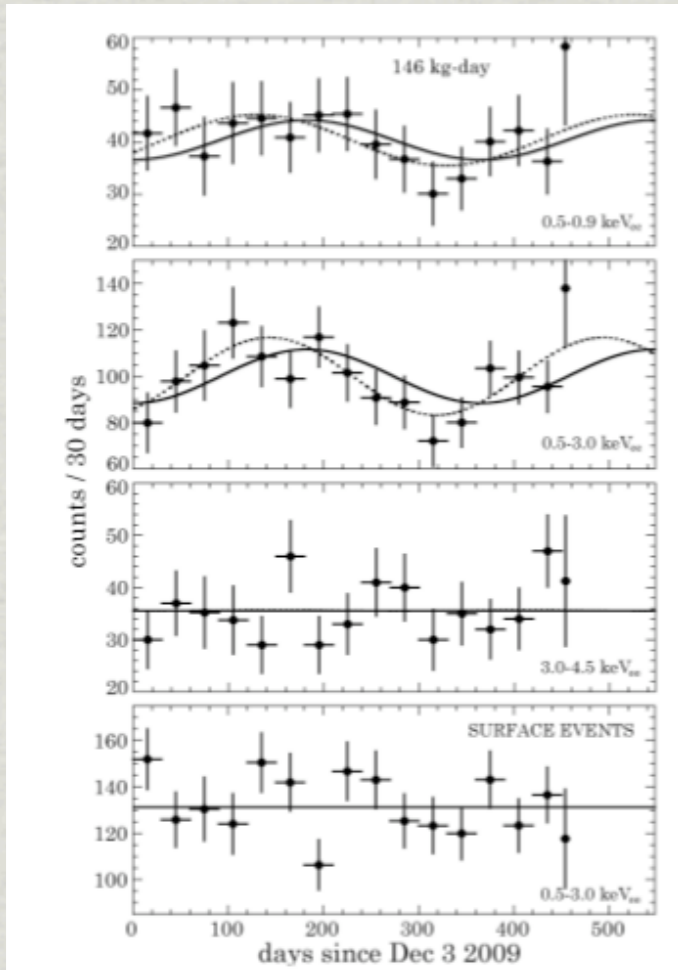 60
146 kg-day
50
40
30
0.5-0.9 keVee
20
140
120
100
80
0.5-3.0 keVee
60
60
50
40
30
3.0-4.5 keVee
20
SURFACE EVENTS
160
140
120
100
0.5-3.0 keVee
0 100 200 300 400 500
counts / 30 days
days since Dec 3 2009